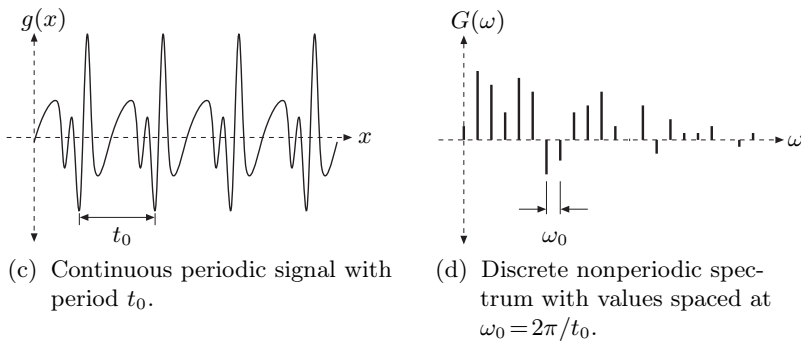 g(x)
x
t₀
(c) Continuous periodic signal with
period t₀.
G(ω)
ω
ω₀
(d) Discrete nonperiodic spec-
trum with values spaced at
ω₀ = 2π/t₀.